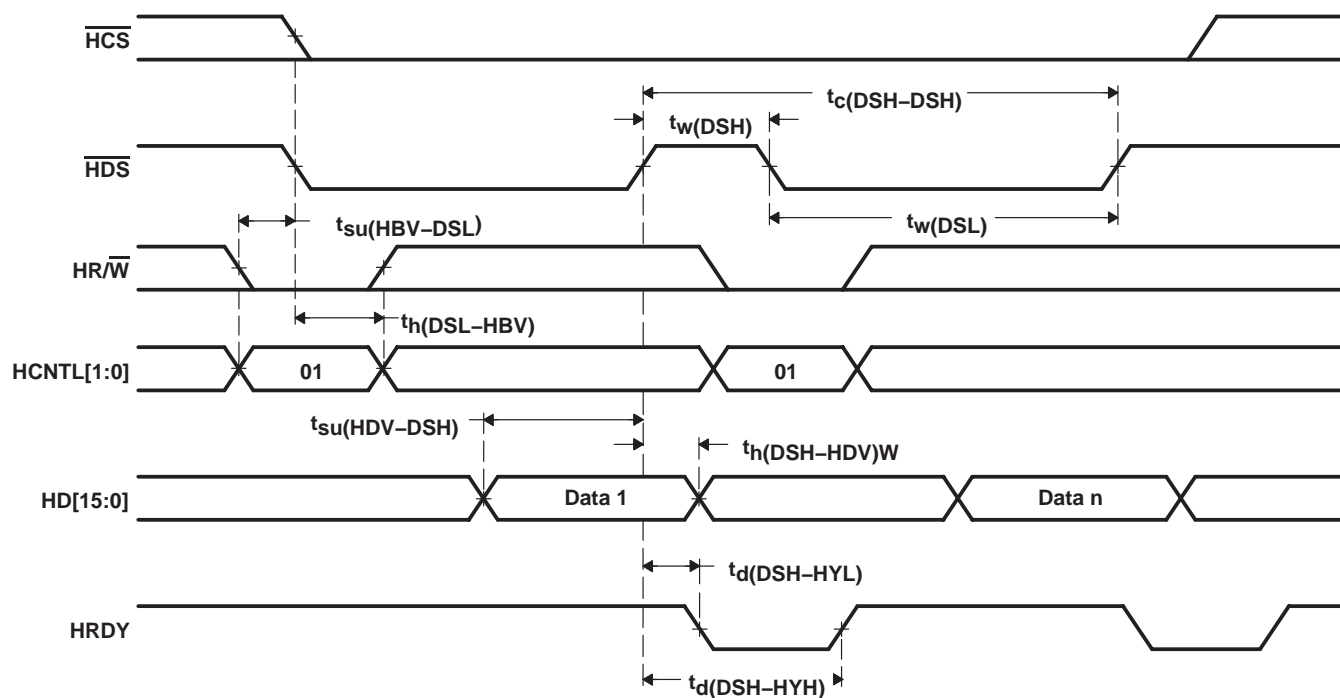 H̅C̅S̅
tc(DSH–DSH)
tw(DSH)
H̅D̅S̅
tsu(HBV–DSL)
tw(DSL)
HR/W̅
th(DSL–HBV)
HCNTL[1:0]
01
01
tsu(HDV–DSH)
th(DSH–HDV)W
HD[15:0]
Data 1
Data n
td(DSH–HYL)
HRDY
td(DSH–HYH)